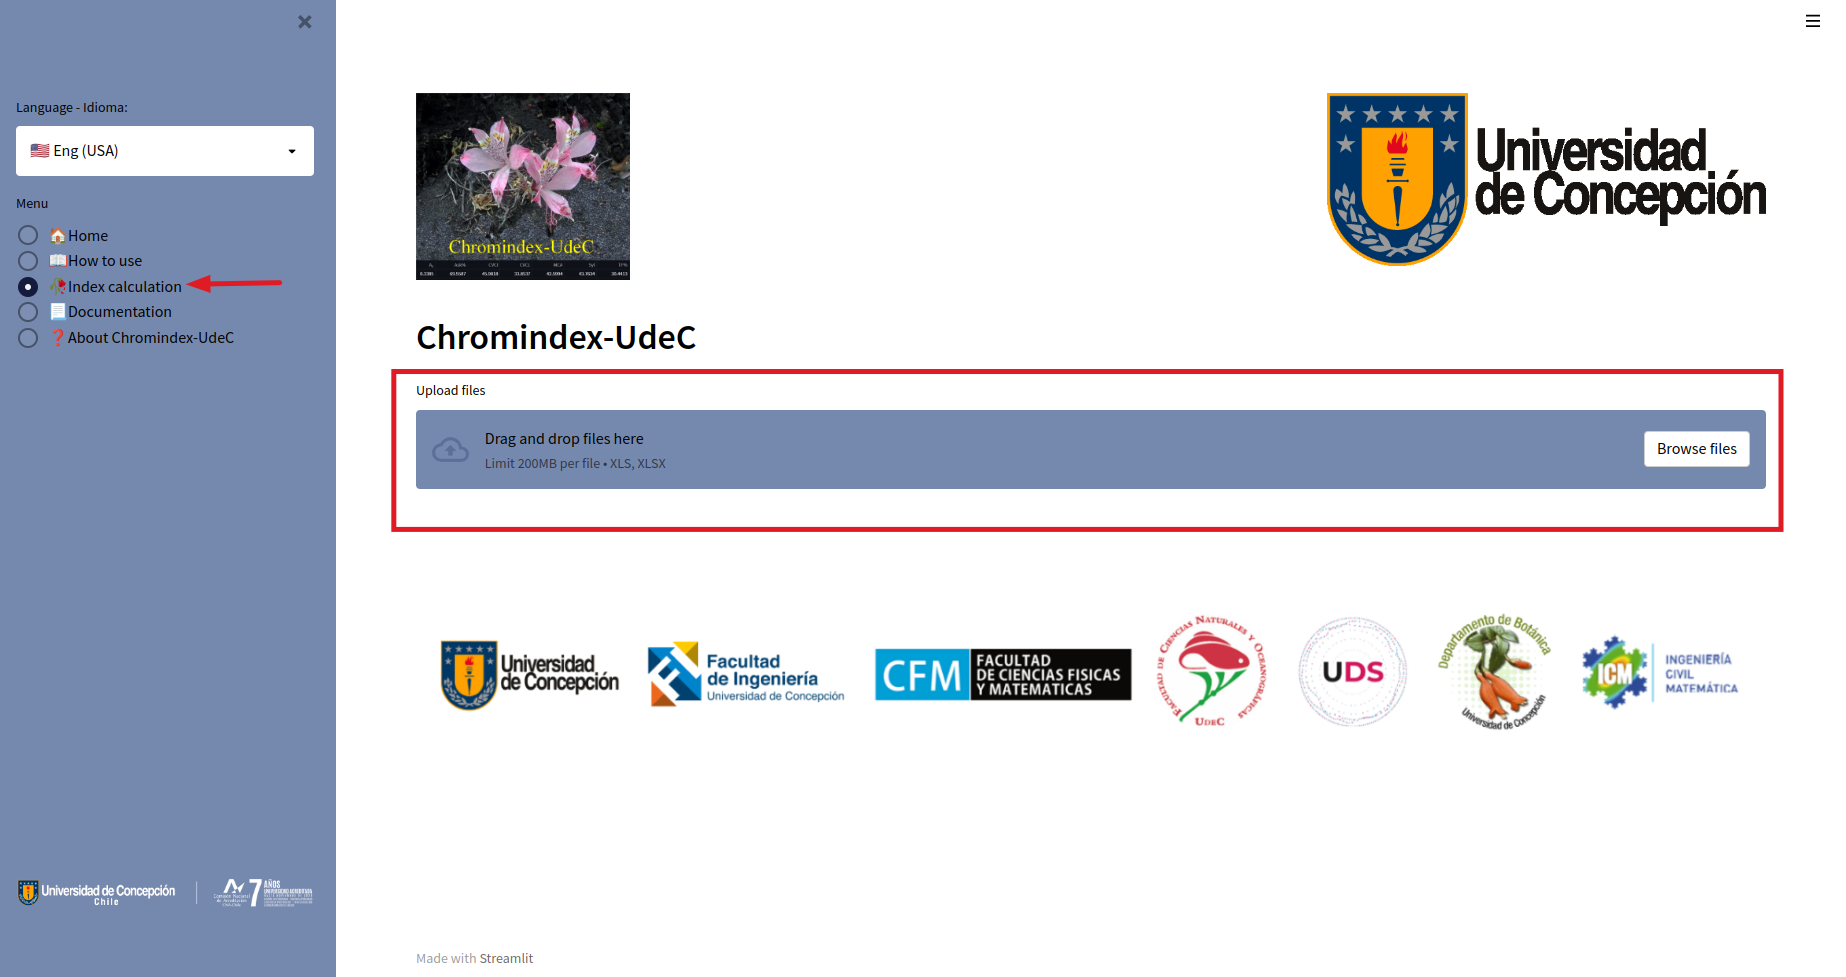 Language - Idioma:
Eng (USA)
Menu
Home
How to use
Index calculation
Documentation
About Chromindex-UdeC
Universidad de Concepción
Chile
7 AÑOS
Chromindex-UdeC
Universidad
de Concepción
Chromindex-UdeC
Upload files
Drag and drop files here
Limit 200MB per file • XLS, XLSX
Browse files
Universidad
de Concepción
Facultad
de Ingeniería
Universidad de Concepción
CFM
FACULTAD
DE CIENCIAS FISICAS
Y MATEMATICAS
FACULTAD DE CIENCIAS NATURALES Y OCEANOGRÁFICAS
UDEC
UDS
Departamento de Botánica
Universidad de Concepción
ICM
INGENIERÍA
CIVIL
MATEMÁTICA
Made with Streamlit